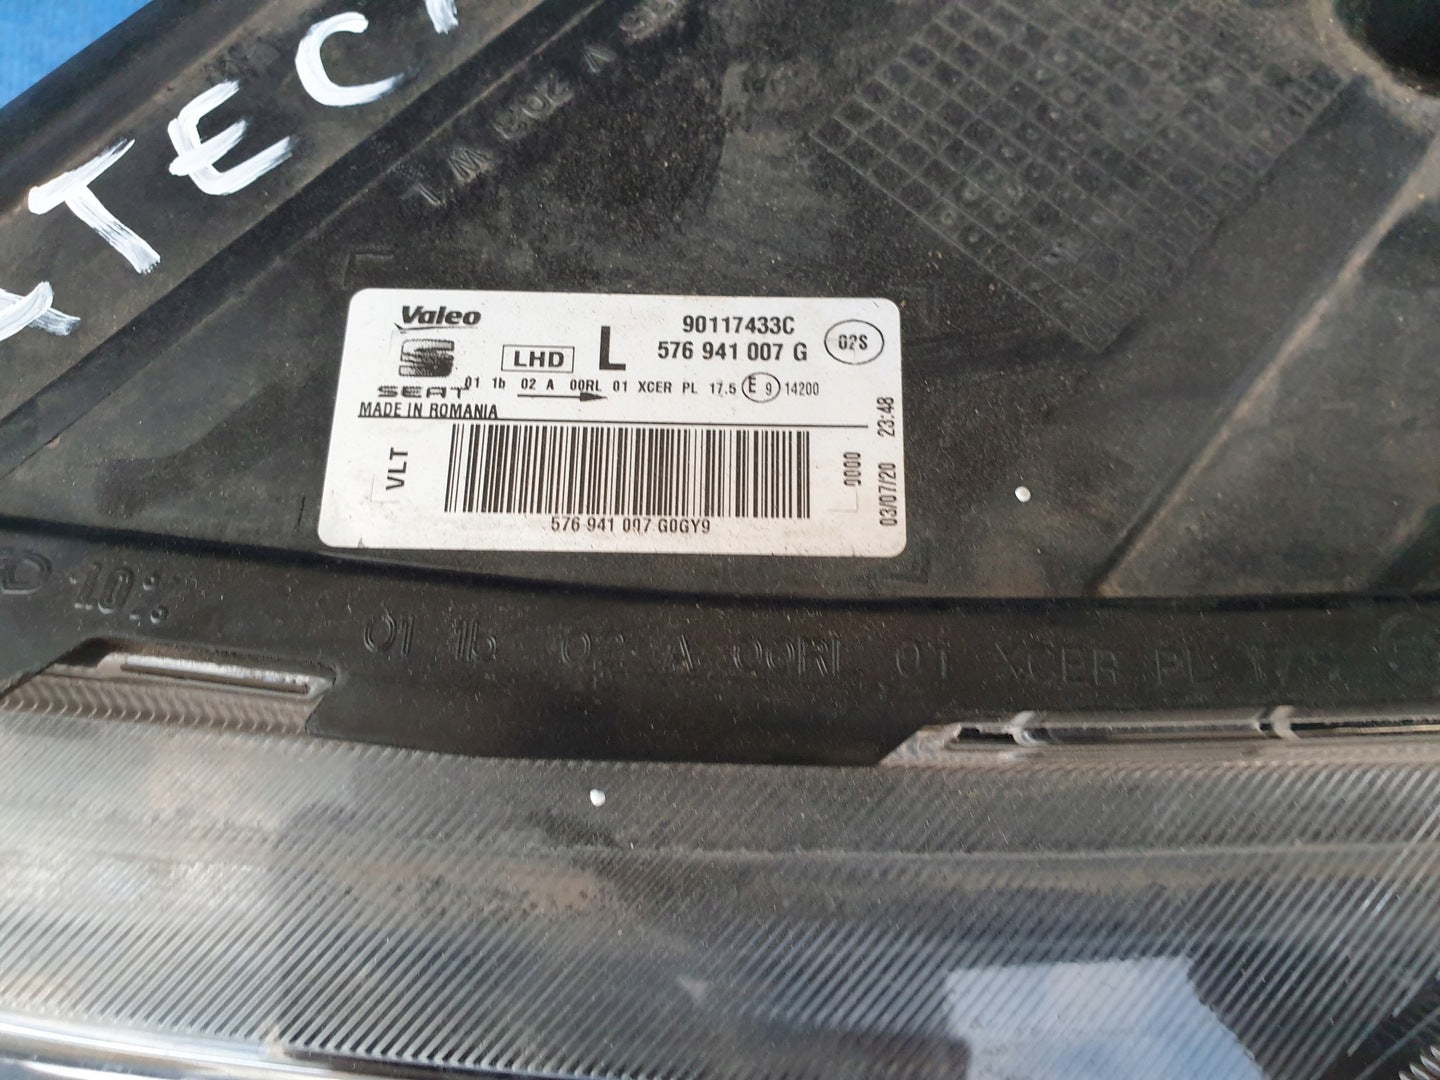 ATEC
Valeo
SEAT
LHD
L
90117433C
576 941 007 G
02S
01 1b 02 A 00RL 01 XCER PL 17.5 E 9 14200
MADE IN ROMANIA
VLT
0000
03/07/20 23:48
576 941 007 G0GY9
01 1b 02 A 00RL 01 XCER PL 17.5